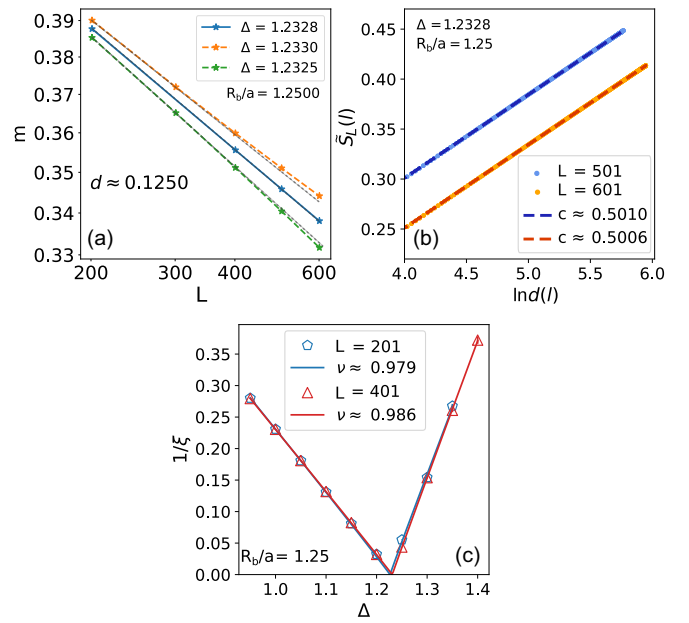 0.39
0.38
0.37
0.36
0.35
0.34
0.33
m
Δ = 1.2328
Δ = 1.2330
Δ = 1.2325
R_b/a = 1.2500
d ≈ 0.1250
(a)
200 300 400 600
L
Δ = 1.2328
R_b/a = 1.25
0.45
0.40
0.35
0.30
0.25
S̃_L(l)
L = 501
L = 601
c ≈ 0.5010
c ≈ 0.5006
(b)
4.0 4.5 5.0 5.5 6.0
lnd(l)
0.35
0.30
0.25
0.20
0.15
0.10
0.05
0.00
1/ξ
L = 201
ν ≈ 0.979
L = 401
ν ≈ 0.986
R_b/a = 1.25
(c)
1.0 1.1 1.2 1.3 1.4
Δ